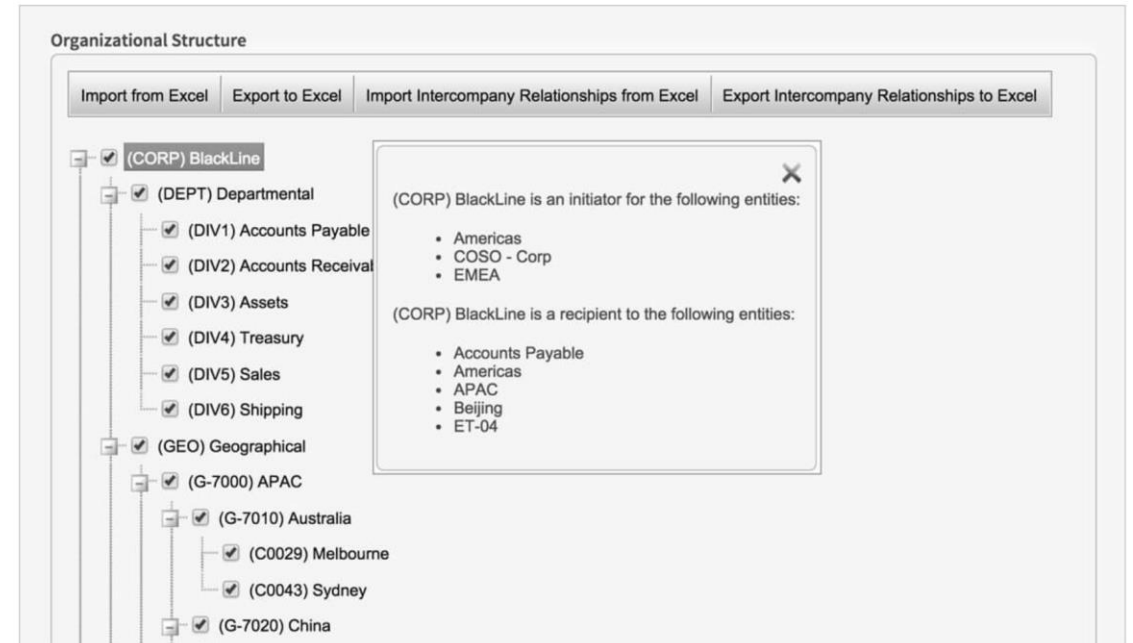 Organizational Structure
Import from Excel
Export to Excel
Import Intercompany Relationships from Excel
Export Intercompany Relationships to Excel
(CORP) BlackLine
(DEPT) Departmental
(DIV1) Accounts Payable
(DIV2) Accounts
(DIV3) Assets
(DIV4) Treasury
(DIV5) Sales
(DIV6) Shipping
(GEO) Geographical
(G-7000) APAC
(G-7010) Australia
(C0029) Melbourne
(C0043) Sydney
(G-7020) China
(CORP) BlackLine is an initiator for the following entities:
• Americas
• COSO - Corp
• EMEA
(CORP) BlackLine is a recipient to the following entities:
• Accounts Payable
• Americas
• APAC
• Beijing
• ET-04